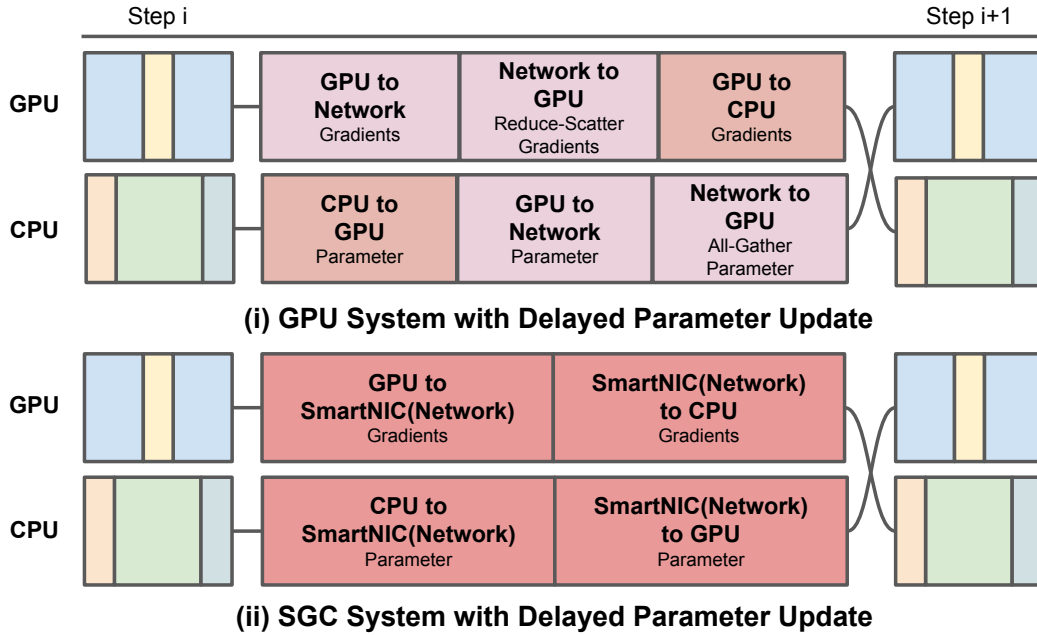 Step i
Step i+1
GPU
GPU to
Network
Gradients
Network to
GPU
Reduce-Scatter
Gradients
GPU to
CPU
Gradients
CPU
CPU to
GPU
Parameter
GPU to
Network
Parameter
Network to
GPU
All-Gather
Parameter
(i) GPU System with Delayed Parameter Update
GPU
GPU to
SmartNIC(Network)
Gradients
SmartNIC(Network)
to CPU
Gradients
CPU
CPU to
SmartNIC(Network)
Parameter
SmartNIC(Network)
to GPU
Parameter
(ii) SGC System with Delayed Parameter Update